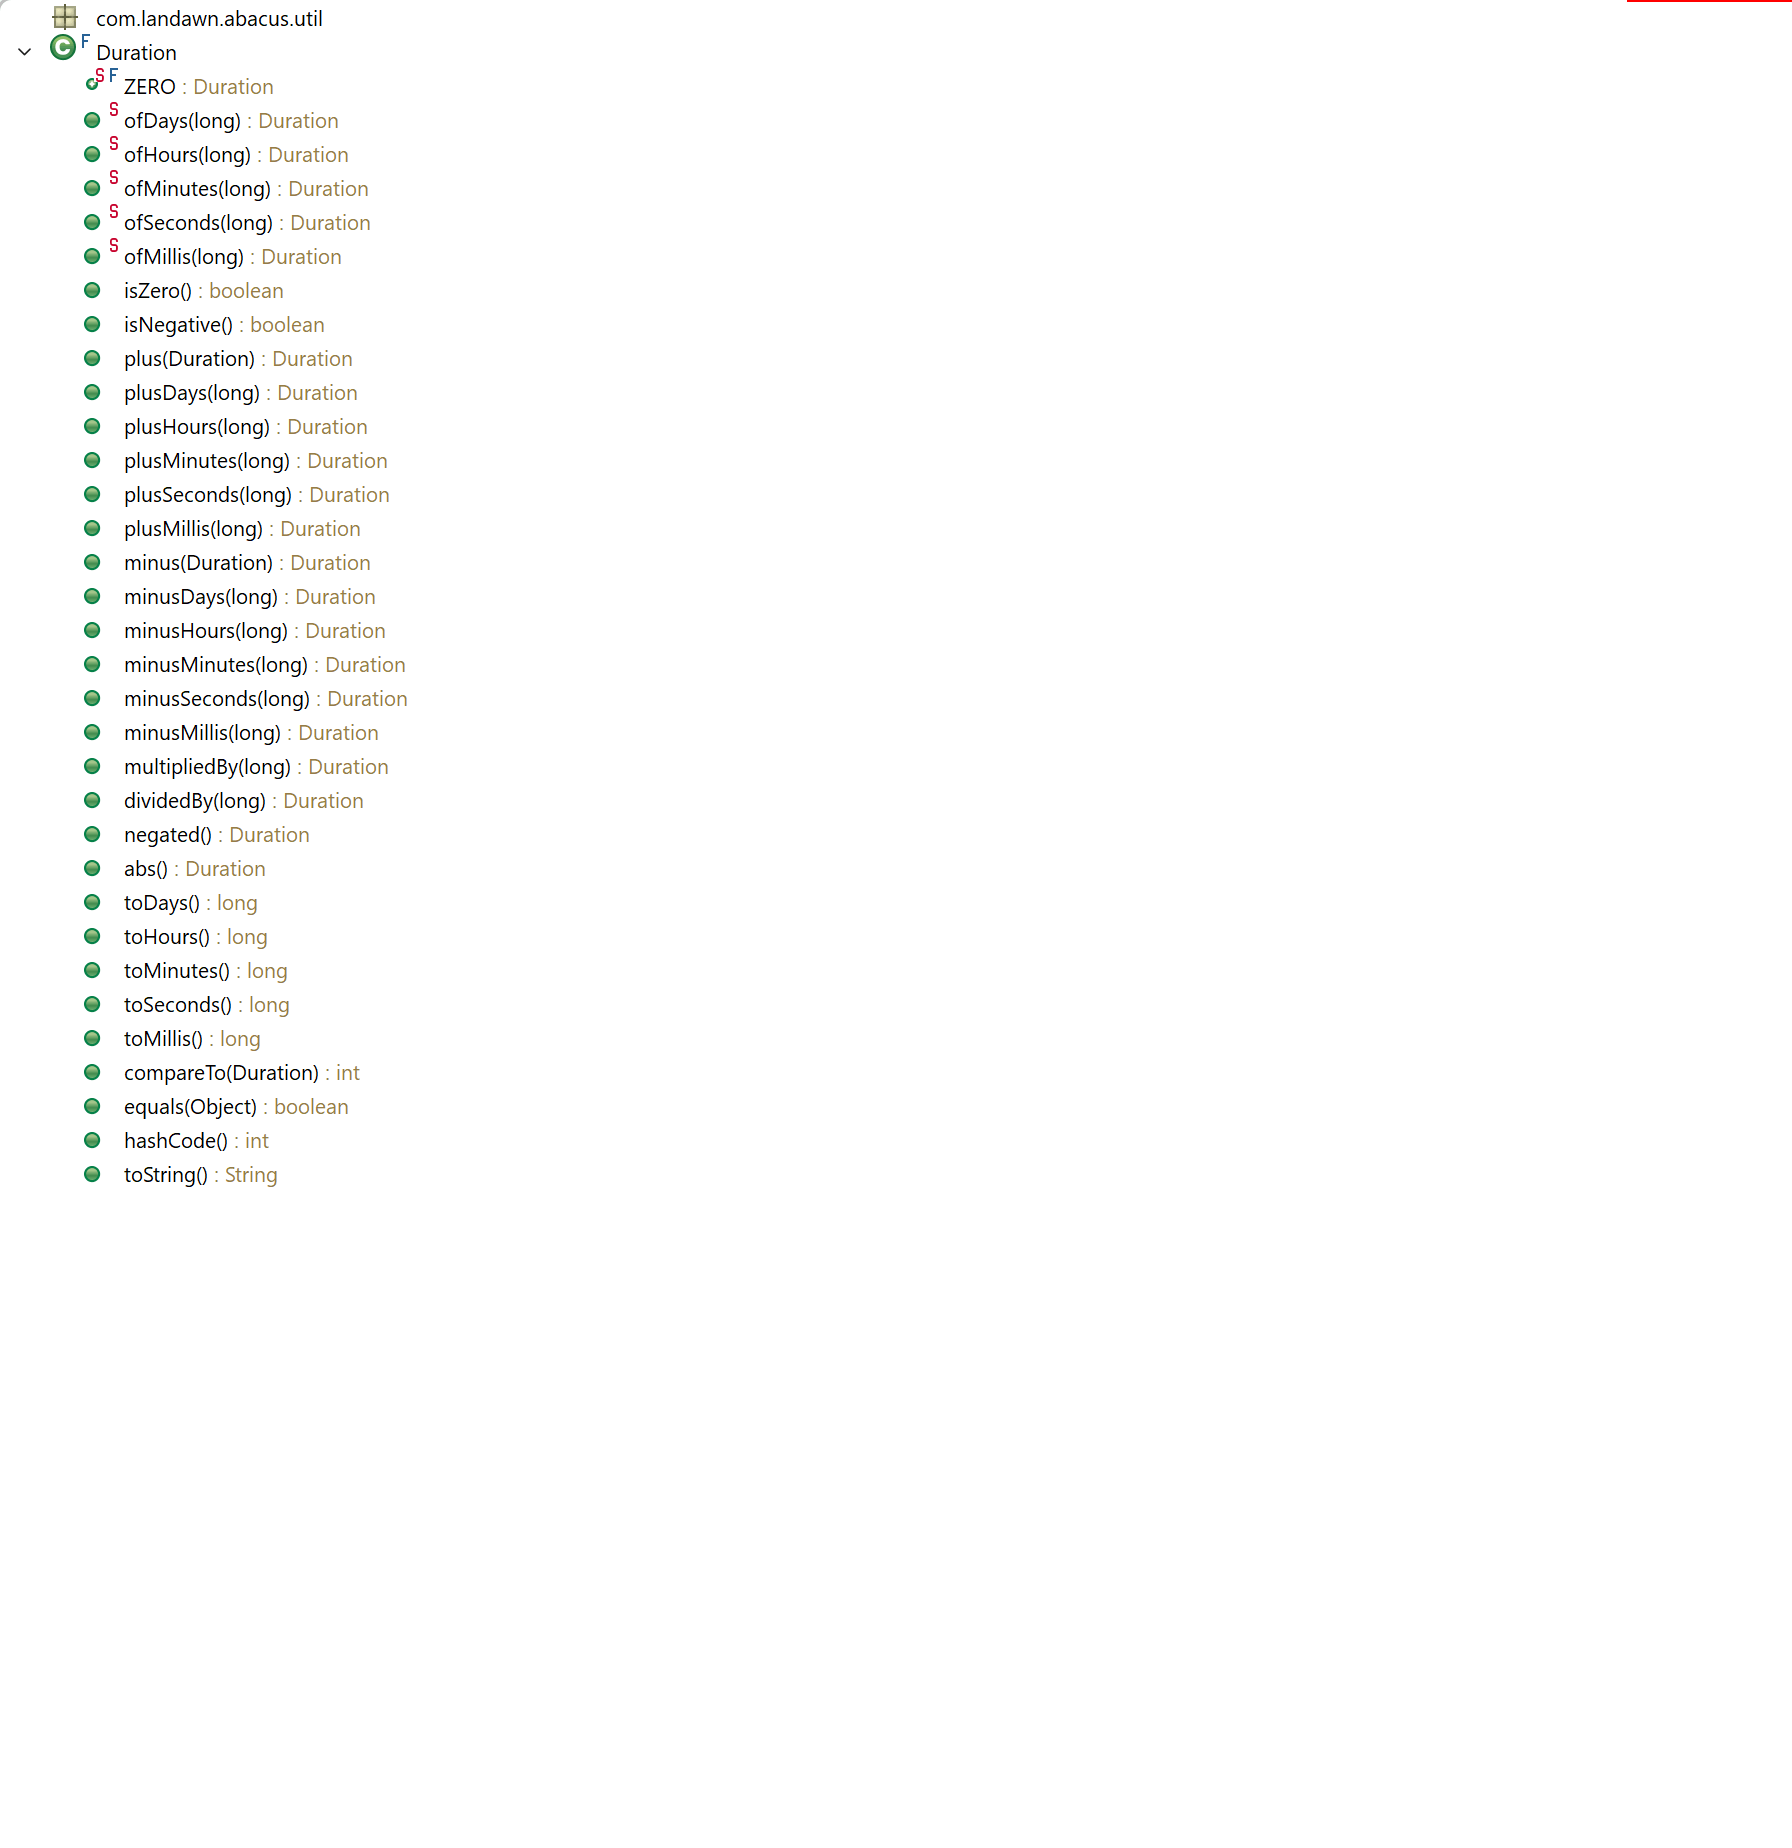 com.landawn.abacus.util
C F Duration
S F ZERO : Duration
S ofDays(long) : Duration
S ofHours(long) : Duration
S ofMinutes(long) : Duration
S ofSeconds(long) : Duration
S ofMillis(long) : Duration
isZero() : boolean
isNegative() : boolean
plus(Duration) : Duration
plusDays(long) : Duration
plusHours(long) : Duration
plusMinutes(long) : Duration
plusSeconds(long) : Duration
plusMillis(long) : Duration
minus(Duration) : Duration
minusDays(long) : Duration
minusHours(long) : Duration
minusMinutes(long) : Duration
minusSeconds(long) : Duration
minusMillis(long) : Duration
multipliedBy(long) : Duration
dividedBy(long) : Duration
negated() : Duration
abs() : Duration
toDays() : long
toHours() : long
toMinutes() : long
toSeconds() : long
toMillis() : long
compareTo(Duration) : int
equals(Object) : boolean
hashCode() : int
toString() : String